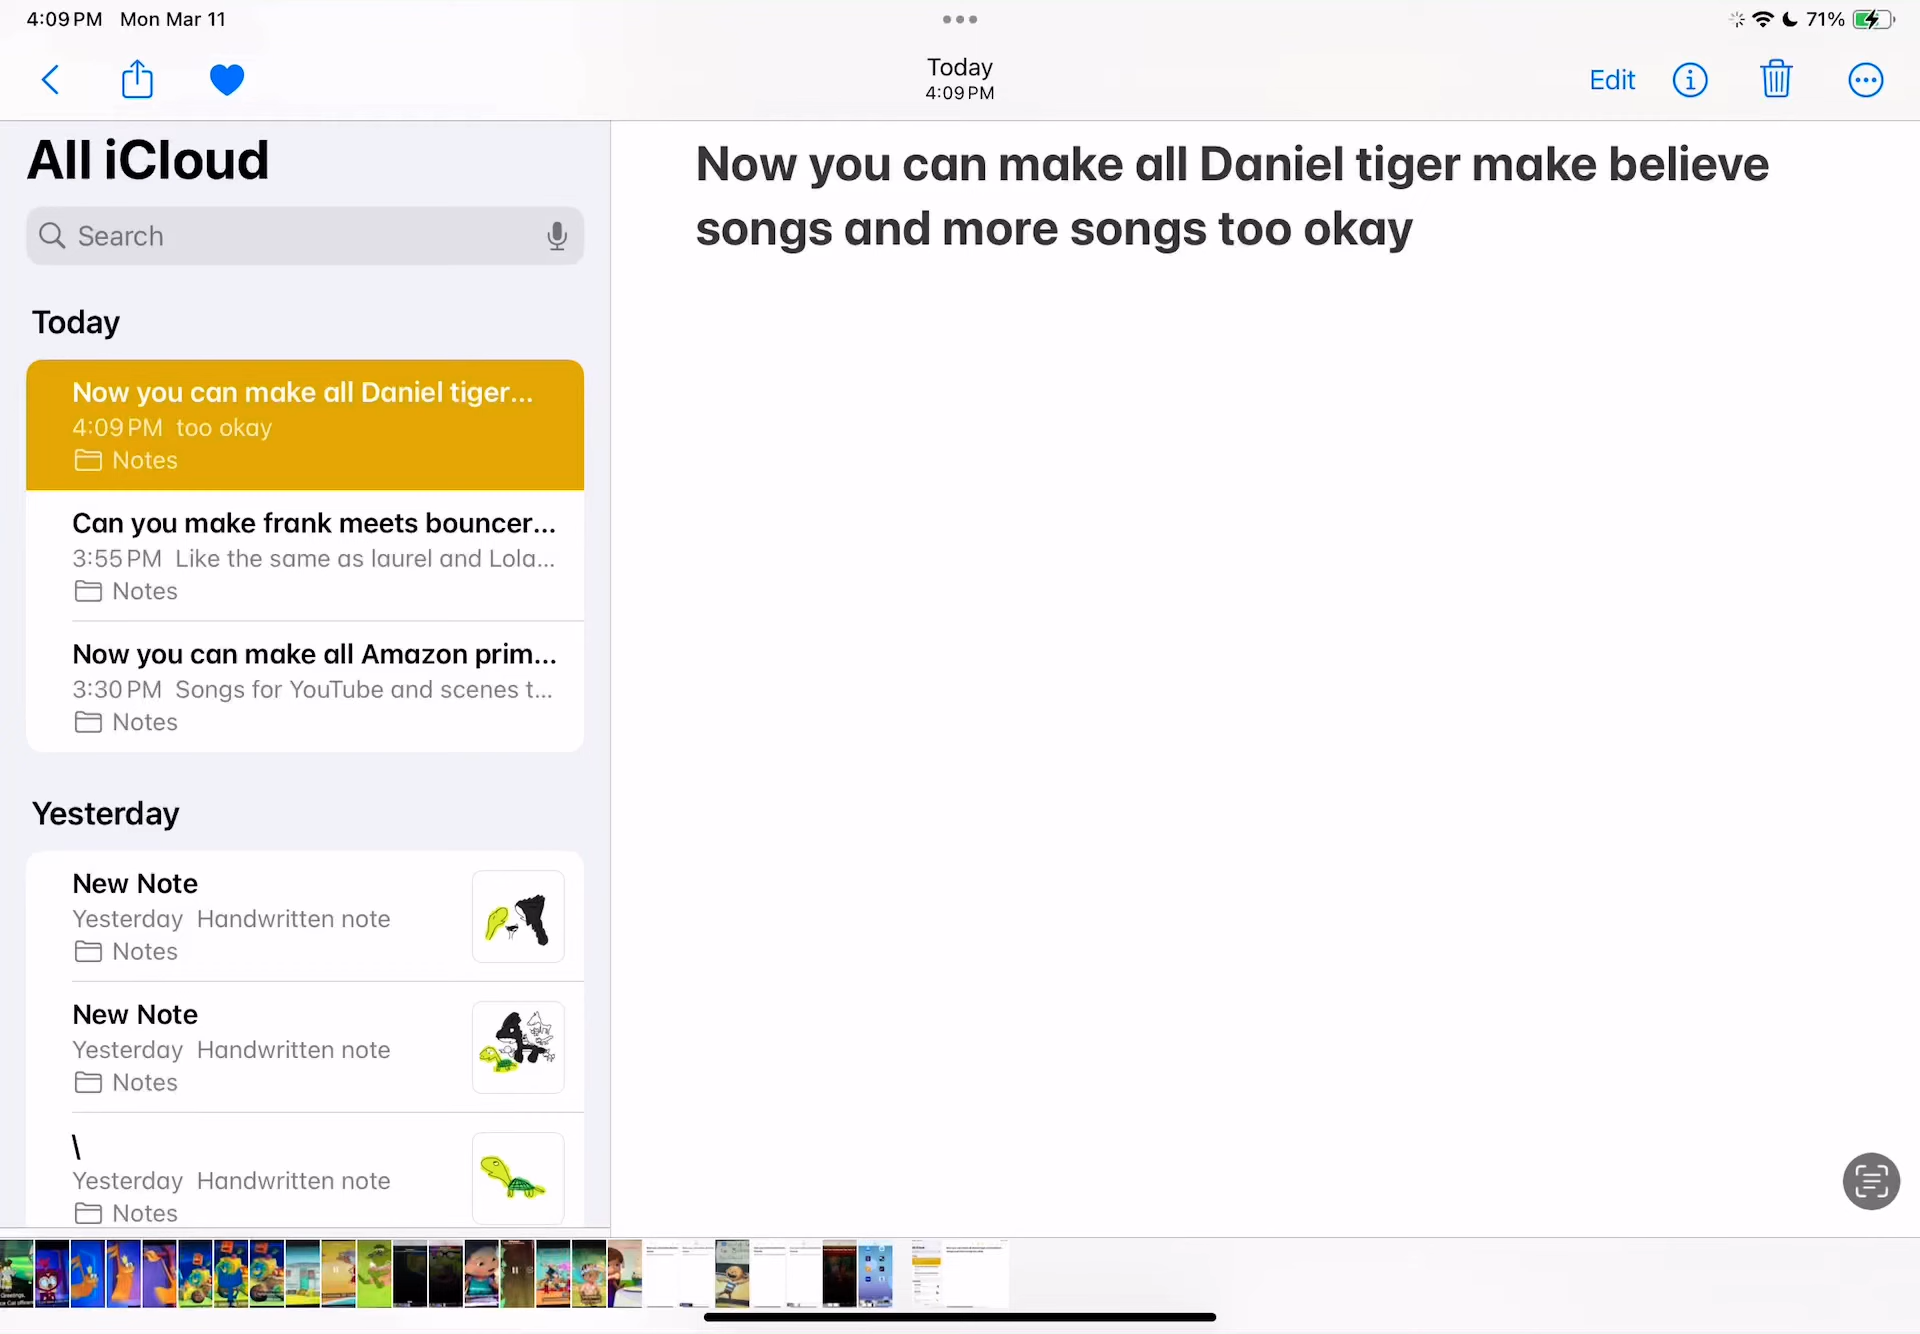 4:09 PM Mon Mar 11
71%
Today
4:09 PM
Edit
All iCloud
Search
Today
Now you can make all Daniel tiger...
4:09 PM too okay
Notes
Can you make frank meets bouncer...
3:55 PM Like the same as laurel and Lola...
Notes
Now you can make all Amazon prim...
3:30 PM Songs for YouTube and scenes t...
Notes
Yesterday
New Note
Yesterday Handwritten note
Notes
New Note
Yesterday Handwritten note
Notes
\
Yesterday Handwritten note
Notes
Now you can make all Daniel tiger make believe
songs and more songs too okay